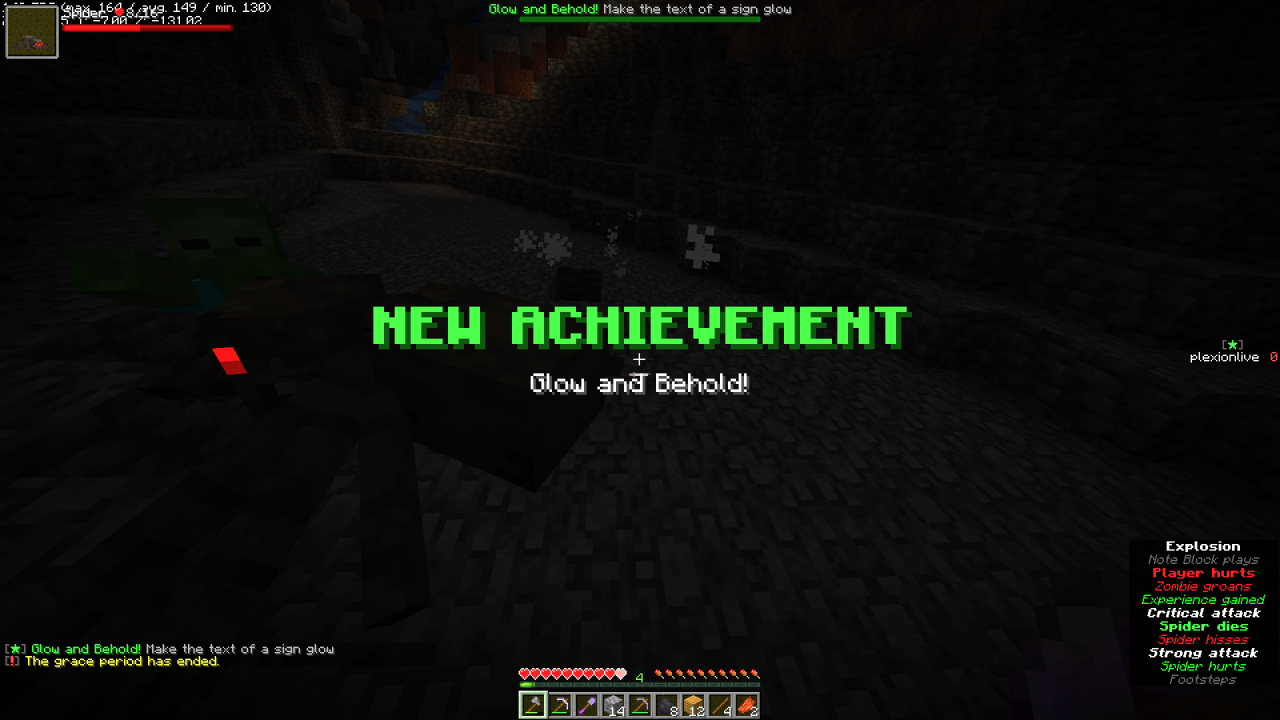 (max. 164 / avg. 149 / min. 130)
Spider 8/16
Glow and Behold! Make the text of a sign glow
NEW ACHIEVEMENT
Glow and Behold!
[★]
plexionlive 0
Explosion
Note Block plays
Player hurts
Zombie groans
Experience gained
Critical attack
Spider dies
Spider hisses
Strong attack
Spider hurts
Footsteps
[★] Glow and Behold! Make the text of a sign glow
[!] The grace period has ended.
4
14
8
12
4
2